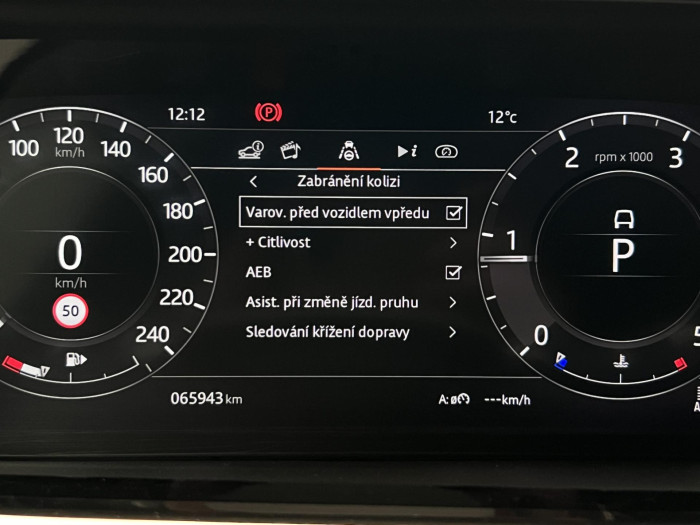 12:12
P
12°c
100
120
km/h
140
160
180
200
220
240
0
km/h
50
i
i
Zabránění kolizi
Varov. před vozidlem vpředu
+ Citlivost
AEB
Asist. při změně jízd. pruhu
Sledování křížení dopravy
065943 km
A:ø
---km/h
rpm x 1000
0
1
2
3
5
P